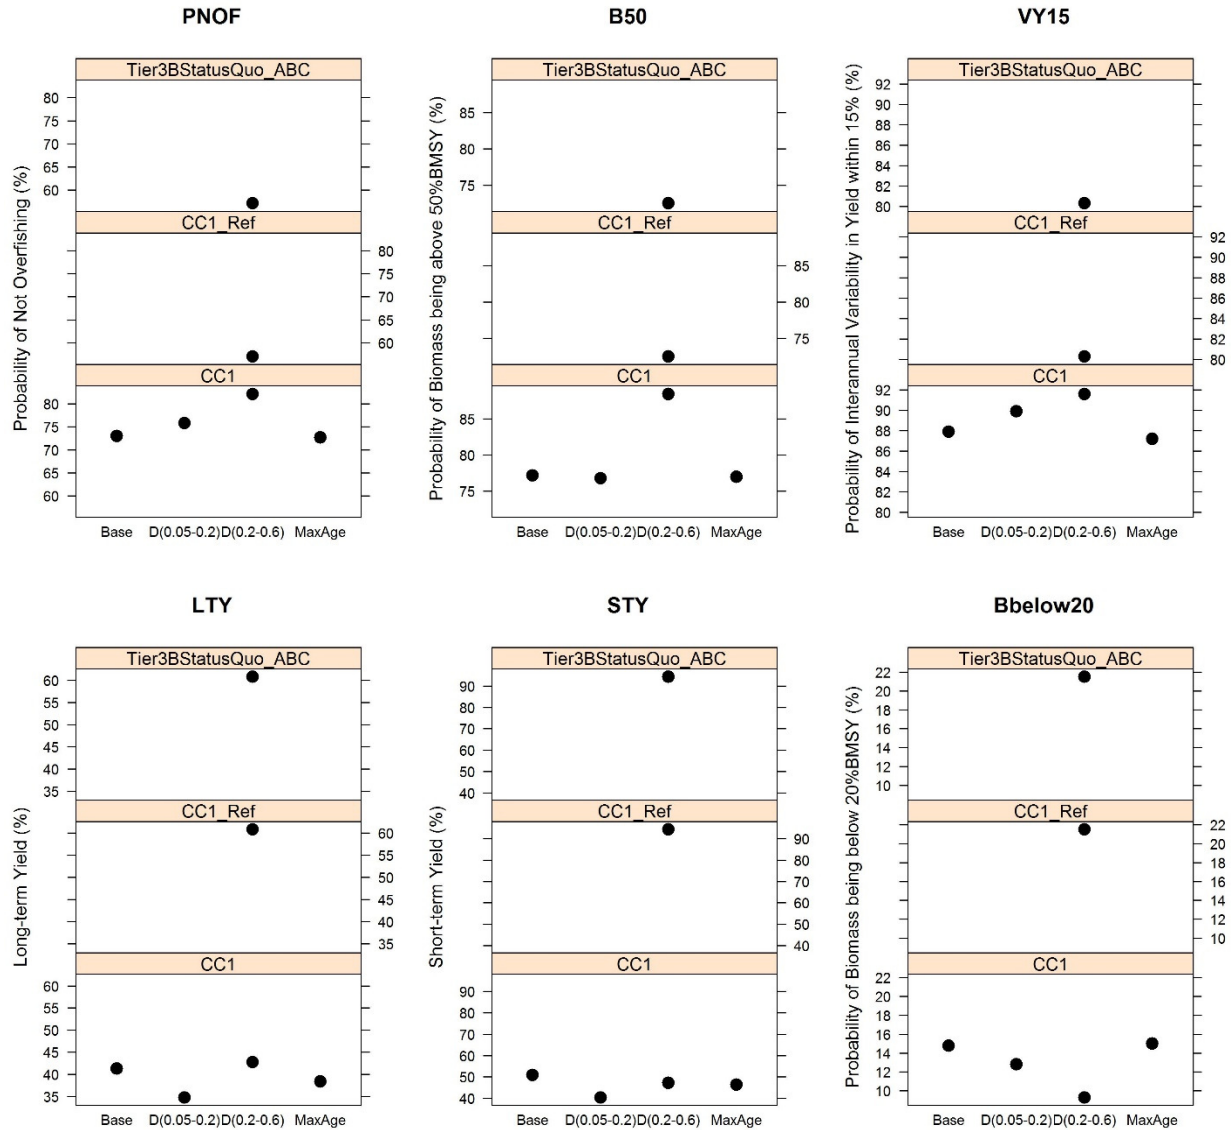 PNOF
Tier3BStatusQuo_ABC
80
75
70
65
60
CC1_Ref
80
75
70
65
60
CC1
80
75
70
65
60
Probability of Not Overfishing (%)
Base D(0.05-0.2) D(0.2-0.6) MaxAge
B50
Tier3BStatusQuo_ABC
85
80
75
CC1_Ref
85
80
75
CC1
85
80
75
Probability of Biomass being above 50%BMSY (%)
Base D(0.05-0.2) D(0.2-0.6) MaxAge
VY15
Tier3BStatusQuo_ABC
92
90
88
86
84
82
80
CC1_Ref
92
90
88
86
84
82
80
CC1
92
90
88
86
84
82
80
Probability of Interannual Variability in Yield within 15% (%)
Base D(0.05-0.2) D(0.2-0.6) MaxAge
LTY
Tier3BStatusQuo_ABC
60
55
50
45
40
35
CC1_Ref
60
55
50
45
40
35
CC1
60
55
50
45
40
35
Long-term Yield (%)
Base D(0.05-0.2) D(0.2-0.6) MaxAge
STY
Tier3BStatusQuo_ABC
90
80
70
60
50
40
CC1_Ref
90
80
70
60
50
40
CC1
90
80
70
60
50
40
Short-term Yield (%)
Base D(0.05-0.2) D(0.2-0.6) MaxAge
Bbelow20
Tier3BStatusQuo_ABC
22
20
18
16
14
12
10
CC1_Ref
22
20
18
16
14
12
10
CC1
22
20
18
16
14
12
10
Probability of Biomass being below 20%BMSY (%)
Base D(0.05-0.2) D(0.2-0.6) MaxAge